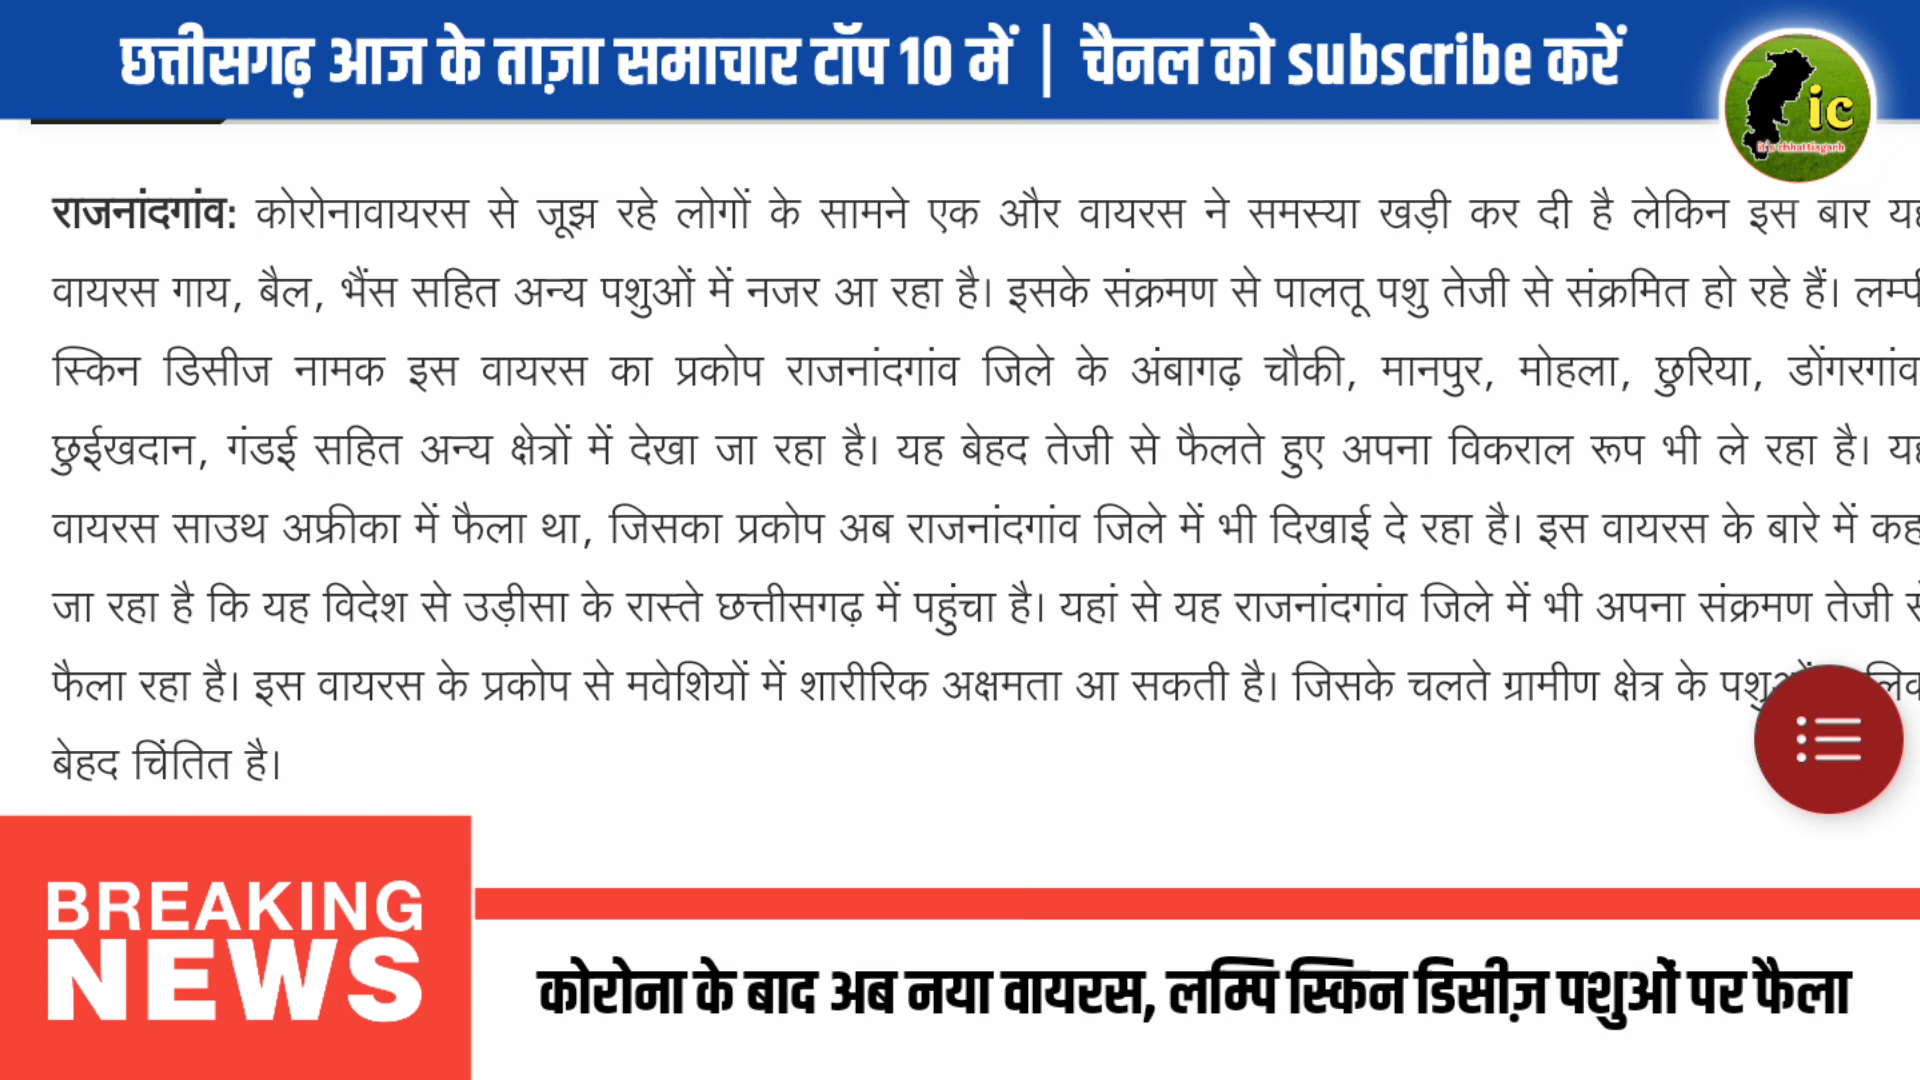 छत्तीसगढ़ आज के ताज़ा समाचार टॉप 10 में | चैनल को subscribe करें
ic
it's chhattisgarh
राजनांदगांव: कोरोनावायरस से जूझ रहे लोगों के सामने एक और वायरस ने समस्या खड़ी कर दी है लेकिन इस बार
वायरस गाय, बैल, भैंस सहित अन्य पशुओं में नजर आ रहा है। इसके संक्रमण से पालतू पशु तेजी से संक्रमित हो रहे हैं। लम्पी
स्किन डिसीज नामक इस वायरस का प्रकोप राजनांदगांव जिले के अंबागढ़ चौकी, मानपुर, मोहला, छुरिया, डोंगरगांव
छुईखदान, गंडई सहित अन्य क्षेत्रों में देखा जा रहा है। यह बेहद तेजी से फैलते हुए अपना विकराल रूप भी ले रहा है।
वायरस साउथ अफ्रीका में फैला था, जिसका प्रकोप अब राजनांदगांव जिले में भी दिखाई दे रहा है। इस वायरस के बारे में
जा रहा है कि यह विदेश से उड़ीसा के रास्ते छत्तीसगढ़ में पहुंचा है। यहां से यह राजनांदगांव जिले में भी अपना संक्रमण तेजी से
फैला रहा है। इस वायरस के प्रकोप से मवेशियों में शारीरिक अक्षमता आ सकती है। जिसके चलते ग्रामीण क्षेत्र के
बेहद चिंतित है।
BREAKING
NEWS
कोरोना के बाद अब नया वायरस, लम्पि स्किन डिसीज़ पशुओं पर फैला